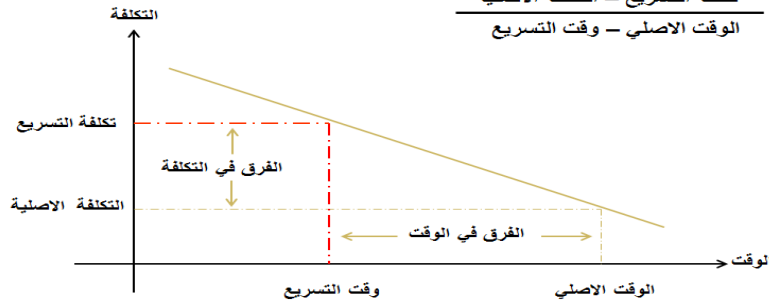 التكلفة
الوقت الاصلي – وقت التسريع
تكلفة التسريع
الفرق في التكلفة
التكلفة الاصلية
الفرق في الوقت
لوقت
وقت التسريع
الوقت الاصلي